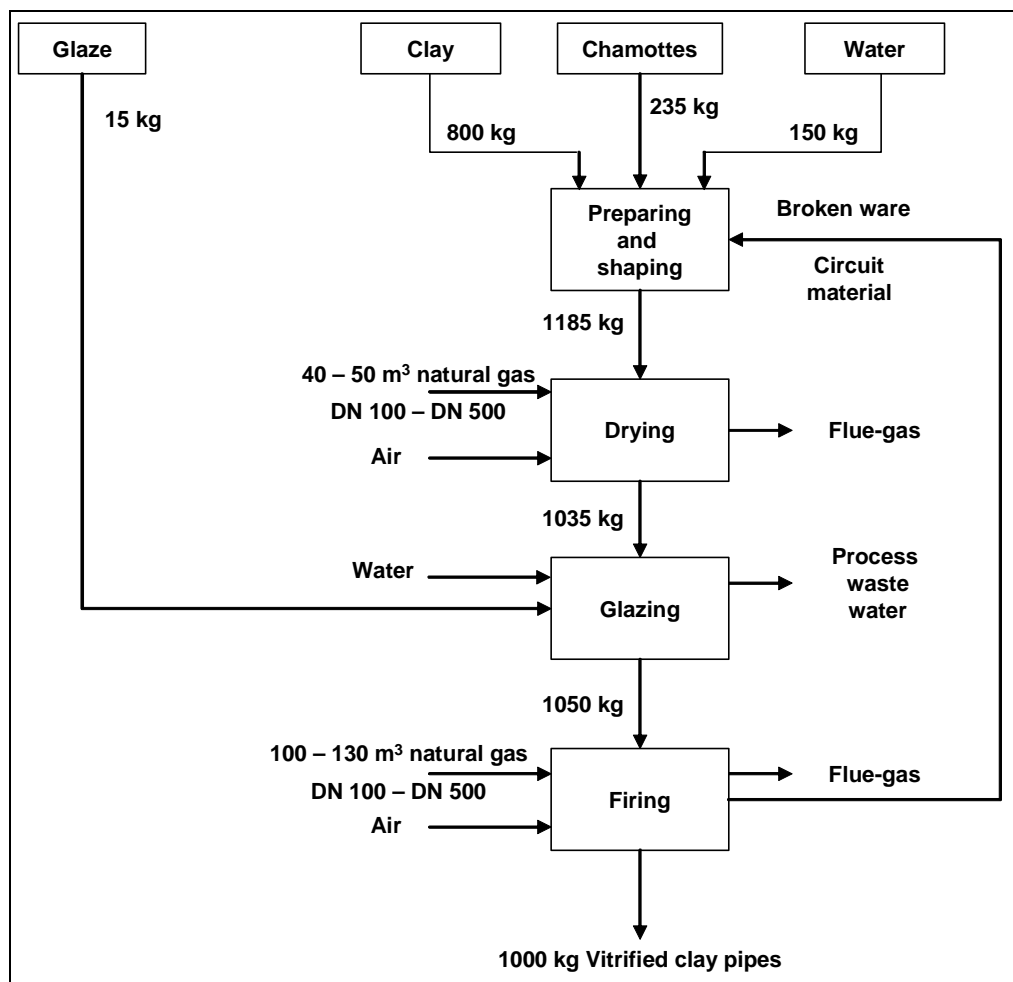 Glaze
Clay
Chamottes
Water
15 kg
800 kg
235 kg
150 kg
Preparing
and
shaping
Broken ware
Circuit
material
1185 kg
40 – 50 m³ natural gas
DN 100 – DN 500
Air
Drying
Flue-gas
1035 kg
Water
Glazing
Process
waste
water
1050 kg
100 – 130 m³ natural gas
DN 100 – DN 500
Air
Firing
Flue-gas
1000 kg Vitrified clay pipes